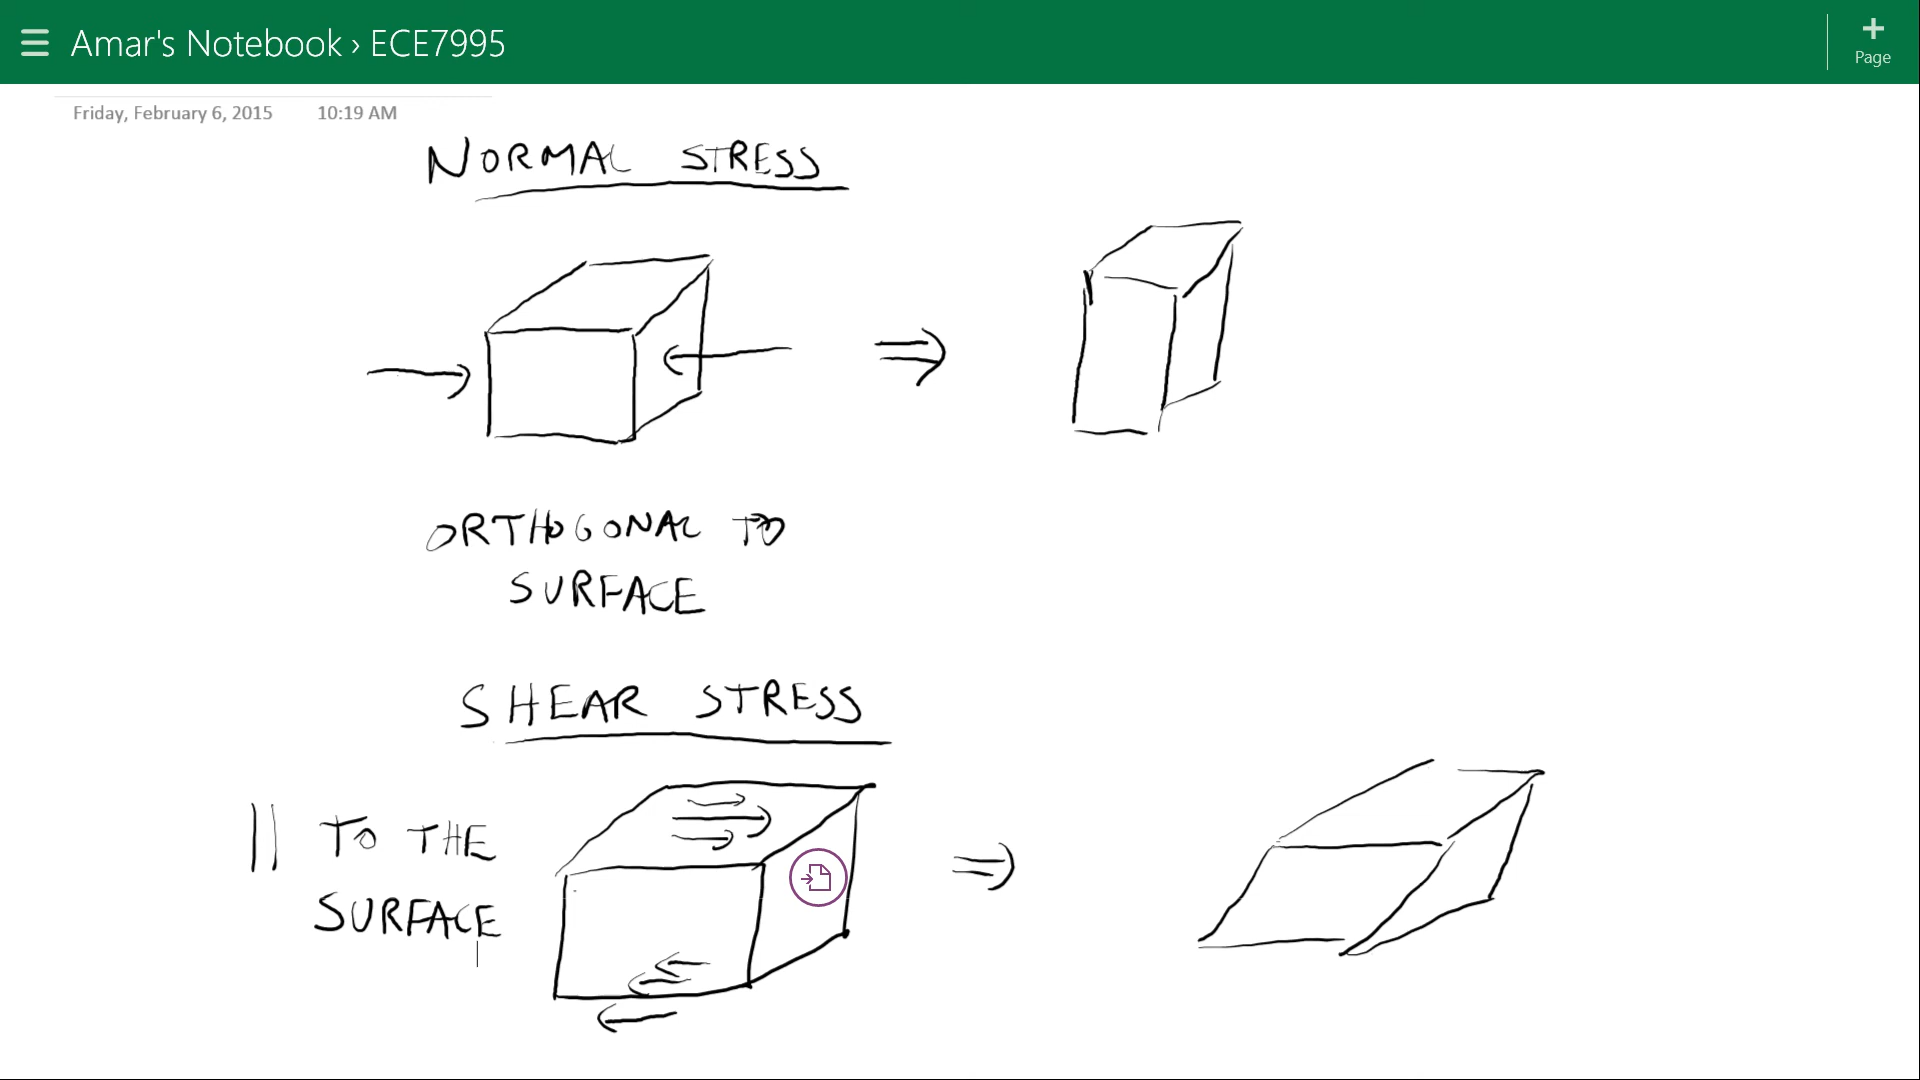 Amar's Notebook › ECE7995
Page
Friday, February 6, 2015 10:19 AM
NORMAL STRESS
ORTHOGONAL TO
SURFACE
SHEAR STRESS
|| TO THE
SURFACE